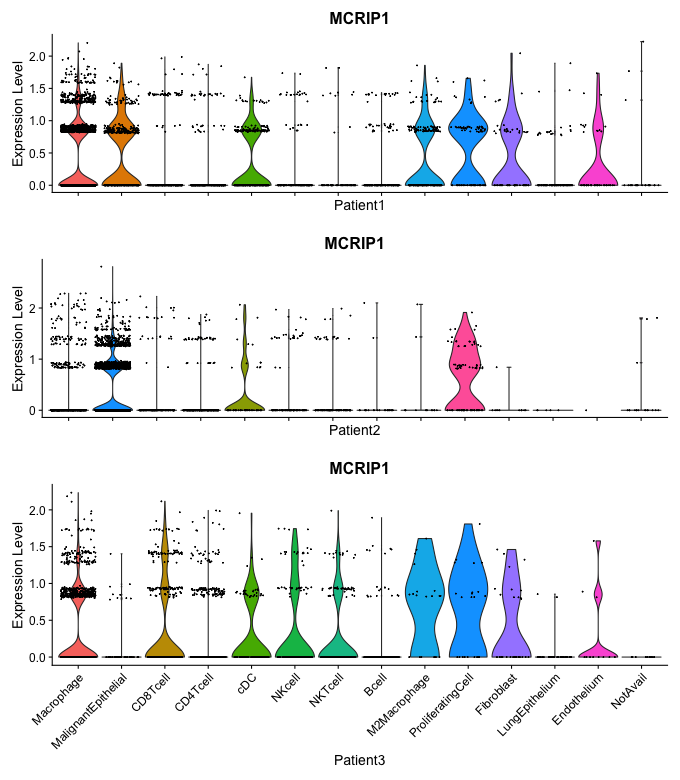 MCRIP1
Expression Level
2.0
1.5
1.0
0.5
0.0
Patient1
MCRIP1
Expression Level
2
1
0
Patient2
MCRIP1
Expression Level
2.0
1.5
1.0
0.5
0.0
Macrophage
MalignantEpithelial
CD8Tcell
CD4Tcell
cDC
NKcell
NKTcell
Bcell
M2Macrophage
ProliferatingCell
Fibroblast
LungEpithelium
Endothelium
NotAvail
Patient3